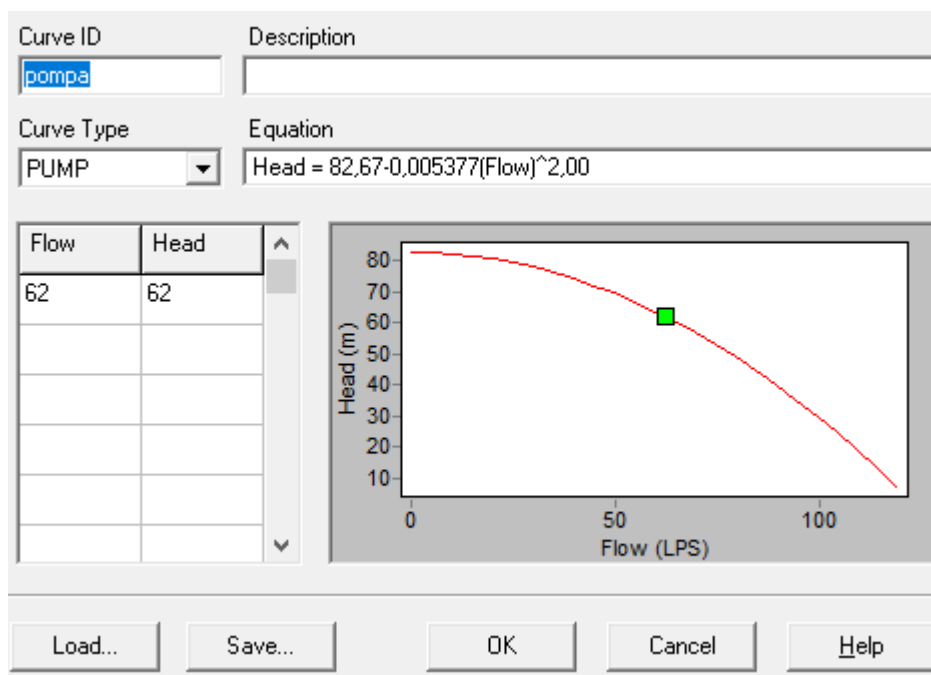 Curve ID Description
pompa
Curve Type Equation
PUMP Head = 82,67-0,005377(Flow)^2,00
Flow Head
62 62
80
70
60
50
40
30
20
10
Head (m)
0 50 100
Flow (LPS)
Load... Save... OK Cancel Help